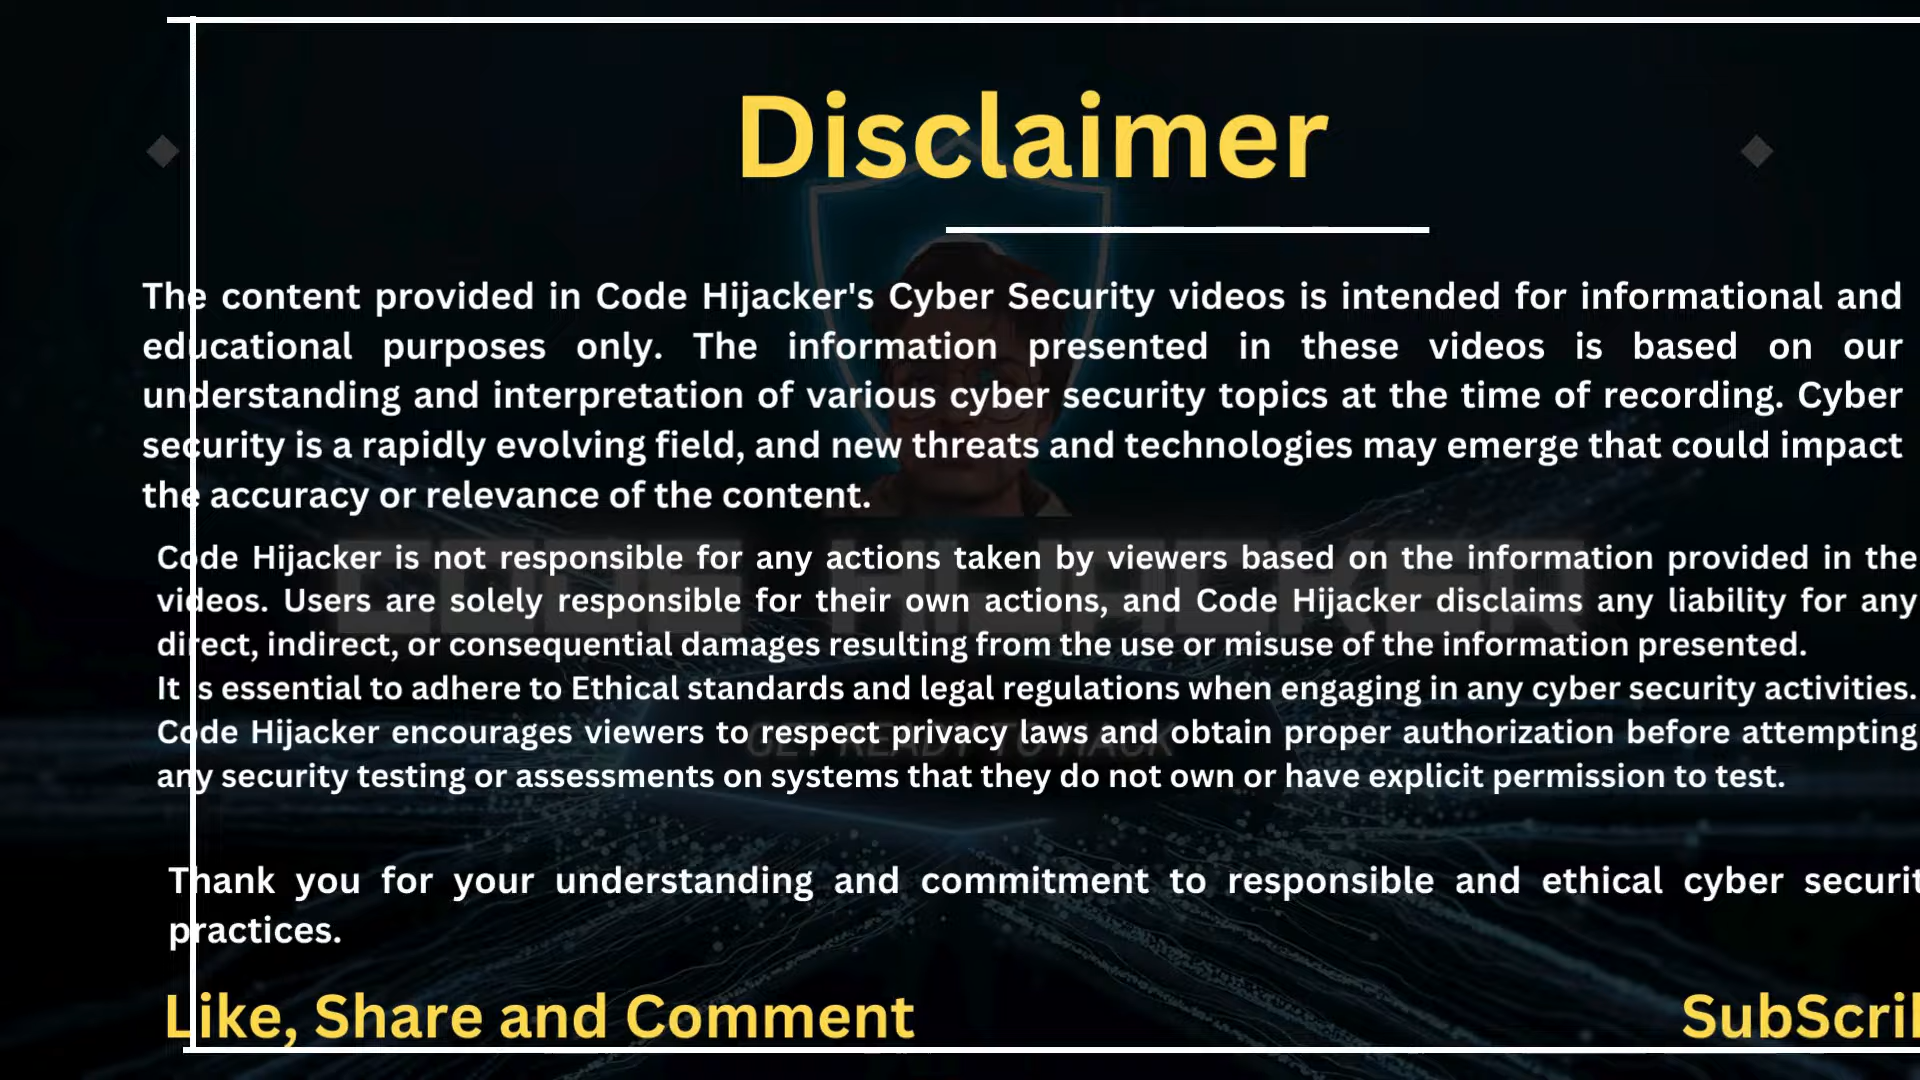 Disclaimer
The content provided in Code Hijacker's Cyber Security videos is intended for informational and
educational purposes only. The information presented in these videos is based on our
understanding and interpretation of various cyber security topics at the time of recording. Cyber
security is a rapidly evolving field, and new threats and technologies may emerge that could impact
the accuracy or relevance of the content.
CODE HIJACKER
Code Hijacker is not responsible for any actions taken by viewers based on the information provided in the
videos. Users are solely responsible for their own actions, and Code Hijacker disclaims any liability for any
direct, indirect, or consequential damages resulting from the use or misuse of the information presented.
It is essential to adhere to Ethical standards and legal regulations when engaging in any cyber security activities.
GET READY TO HACK
Code Hijacker encourages viewers to respect privacy laws and obtain proper authorization before attempting
any security testing or assessments on systems that they do not own or have explicit permission to test.
Thank you for your understanding and commitment to responsible and ethical cyber securit
practices.
Like, Share and Comment
SubScri